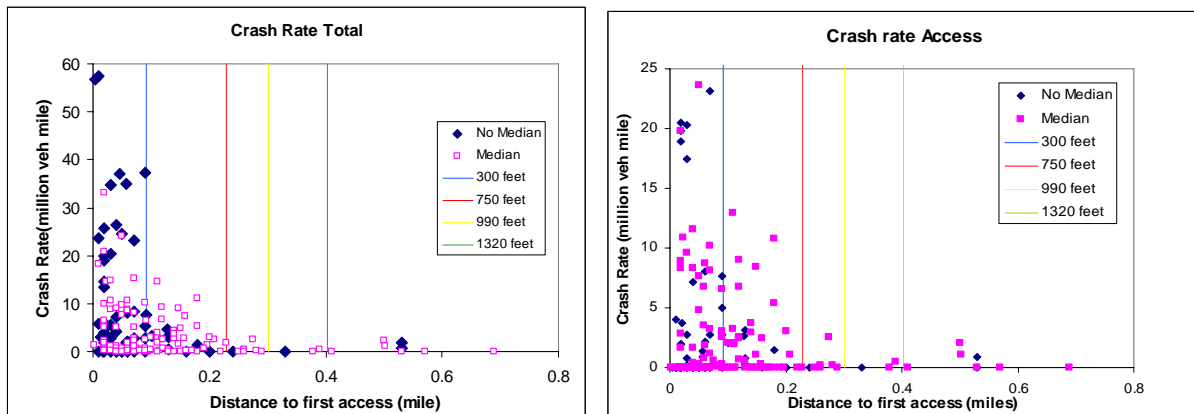 Crash Rate Total
Crash Rate(million veh mile)
60
50
40
30
20
10
0
0
0.2
0.4
0.6
0.8
Distance to first access (mile)
No Median
Median
300 feet
750 feet
990 feet
1320 feet
Crash rate Access
Crash Rate (million veh mile)
25
20
15
10
5
0
0
0.2
0.4
0.6
0.8
Distance to first access (miles)
No Median
Median
300 feet
750 feet
990 feet
1320 feet